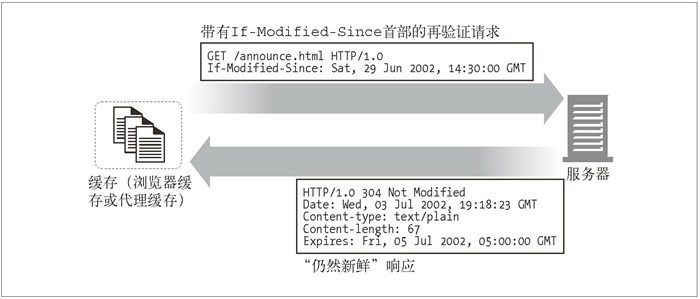 带有If-Modified-Since首部的再验证请求
GET /announce.html HTTP/1.0
If-Modified-Since: Sat, 29 Jun 2002, 14:30:00 GMT
缓存（浏览器缓
存或代理缓存）
服务器
HTTP/1.0 304 Not Modified
Date: Wed, 03 Jul 2002, 19:18:23 GMT
Content-type: text/plain
Content-length: 67
Expires: Fri, 05 Jul 2002, 05:00:00 GMT
“仍然新鲜”响应